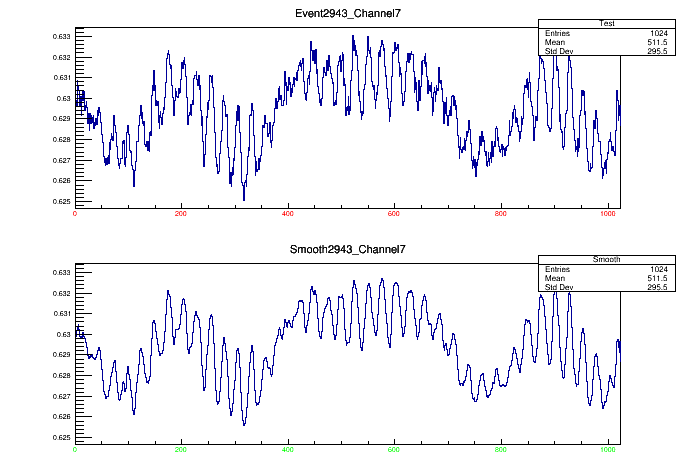 Event2943_Channel7
Test
Entries 1024
Mean 511.5
Std Dev 295.5
0.633
0.632
0.631
0.63
0.629
0.628
0.627
0.626
0.625
0 200 400 600 800 1000
Smooth2943_Channel7
Smooth
Entries 1024
Mean 511.5
Std Dev 295.5
0.633
0.632
0.631
0.63
0.629
0.628
0.627
0.626
0.625
0 200 400 600 800 1000